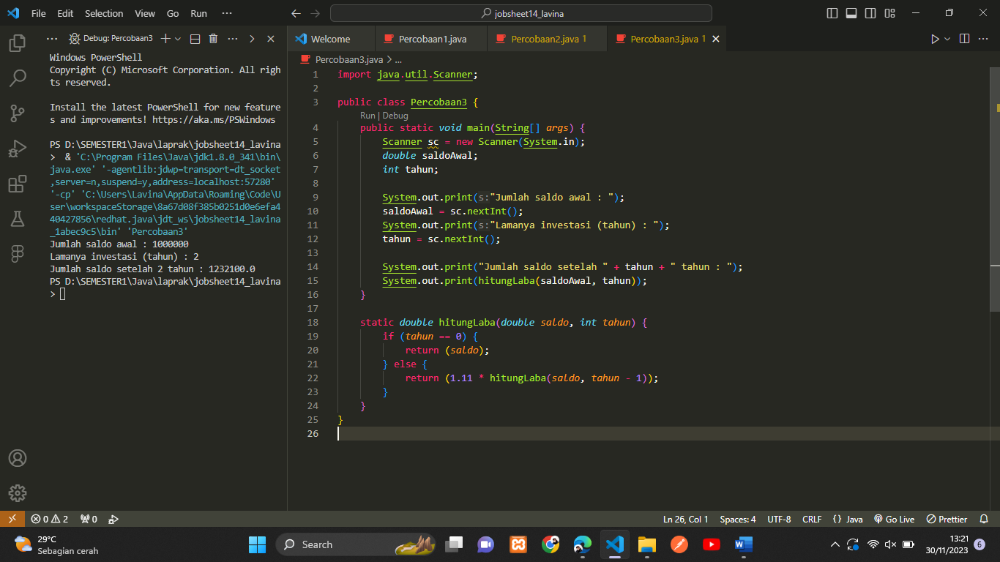 File Edit Selection View Go Run ···
jobsheet14_lavina
Debug: Percobaan3
Windows PowerShell
Copyright (C) Microsoft Corporation. All righ
ts reserved.
Install the latest PowerShell for new feature
s and improvements! https://aka.ms/PSWindows
PS D:\SEMESTER1\Java\laprak\jobsheet14_lavina
>  & 'C:\Program Files\Java\jdk1.8.0_341\bin\
java.exe' '-agentlib:jdwp=transport=dt_socket
,server=n,suspend=y,address=localhost:57280'
'-cp' 'C:\Users\Lavina\AppData\Roaming\Code\U
ser\workspaceStorage\8a67d08f385b0251d0e6efa4
40427856\redhat.java\jdt_ws\jobsheet14_lavina
_1abec9c5\bin' 'Percobaan3'
Jumlah saldo awal : 1000000
Lamanya investasi (tahun) : 2
Jumlah saldo setelah 2 tahun : 1232100.0
PS D:\SEMESTER1\Java\laprak\jobsheet14_lavina
>
Welcome Percobaan1.java Percobaan2.java 1 Percobaan3.java 1
Percobaan3.java > ...
1 import java.util.Scanner;
2
3 public class Percobaan3 {
Run | Debug
4 public static void main(String[] args) {
5 Scanner sc = new Scanner(System.in);
6 double saldoAwal;
7 int tahun;
8
9 System.out.print(s:"Jumlah saldo awal : ");
10 saldoAwal = sc.nextInt();
11 System.out.print(s:"Lamanya investasi (tahun) : ");
12 tahun = sc.nextInt();
13
14 System.out.print("Jumlah saldo setelah " + tahun + " tahun : ");
15 System.out.print(hitungLaba(saldoAwal, tahun));
16 }
17
18 static double hitungLaba(double saldo, int tahun) {
19 if (tahun == 0) {
20 return (saldo);
21 } else {
22 return (1.11 * hitungLaba(saldo, tahun - 1));
23 }
24 }
25 }
26
0 2 0 Ln 26, Col 1 Spaces: 4 UTF-8 CRLF {} Java Go Live Prettier
29°C
Sebagian cerah
Search
13:21
30/11/2023 6